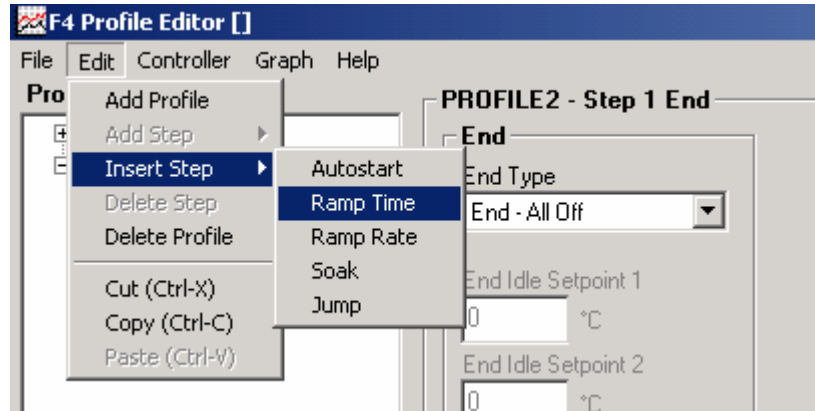 F4 Profile Editor []
File Edit Controller Graph Help
Pro
Add Profile
Add Step
Insert Step
Delete Step
Delete Profile
Cut (Ctrl-X)
Copy (Ctrl-C)
Paste (Ctrl-V)
Autostart
Ramp Time
Ramp Rate
Soak
Jump
PROFILE2 - Step 1 End
End
End Type
End - All Off
End Idle Setpoint 1
0 °C
End Idle Setpoint 2
0 °C